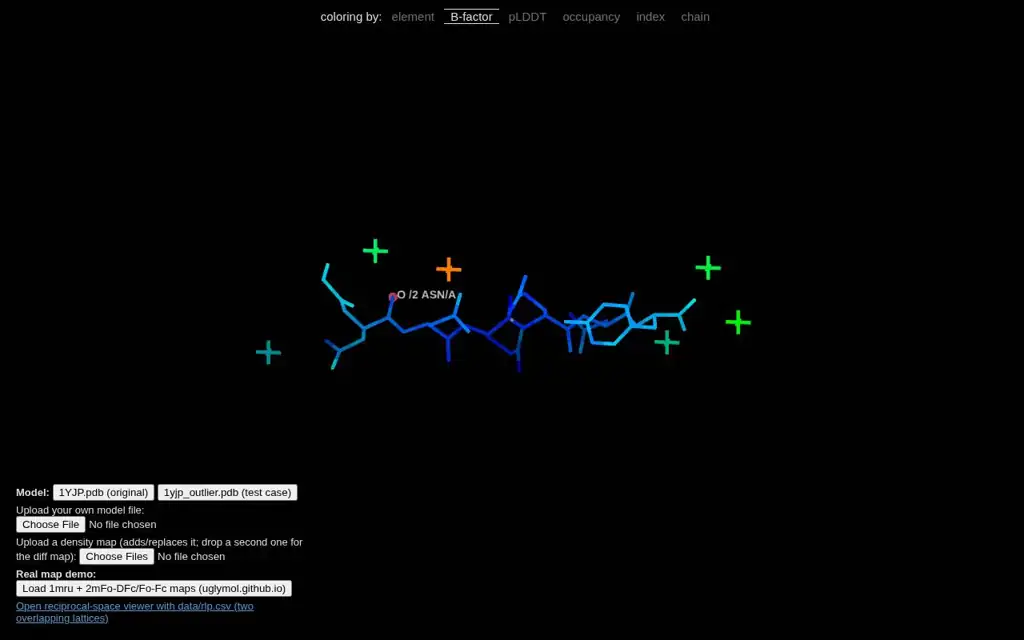 coloring by: element B-factor pLDDT occupancy index chain
O /2 ASN/A
Model: 1YJP.pdb (original) 1yjp_outlier.pdb (test case)
Upload your own model file:
Choose File No file chosen
Upload a density map (adds/replaces it; drop a second one for
the diff map): Choose Files No file chosen
Real map demo:
Load 1mru + 2mFo-DFc/Fo-Fc maps (uglymol.github.io)
Open reciprocal-space viewer with data/rlp.csv (two
overlapping lattices)